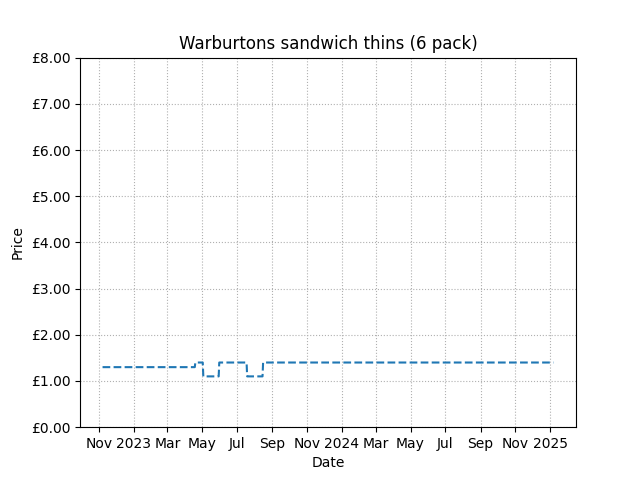 Warburtons sandwich thins (6 pack)
£8.00
£7.00
£6.00
£5.00
£4.00
£3.00
£2.00
£1.00
£0.00
Price
Nov 2023 Mar May Jul Sep Nov 2024 Mar May Jul Sep Nov 2025
Date